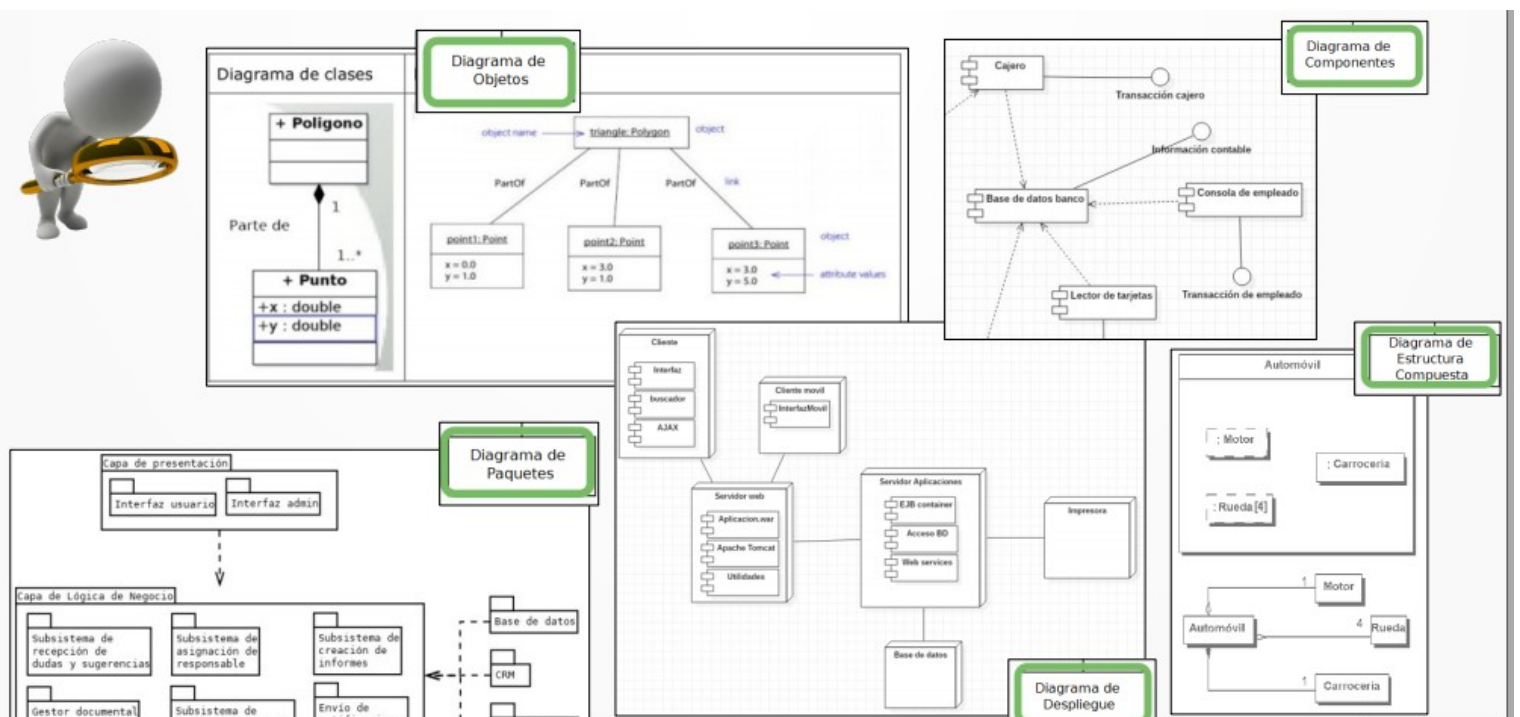 Diagrama de clases
Diagrama de
Objetos
+ Poligono
Parte de
1
1..*
+ Punto
+x : double
+y : double
object name
triangle: Polygon
object
PartOf
PartOf
PartOf
link
point1: Point
x = 0.0
y = 1.0
point2: Point
x = 3.0
y = 1.0
point3: Point
x = 3.0
y = 5.0
object
attribute values
Diagrama de
Componentes
Cajero
Transacción cajero
Información contable
Base de datos banco
Consola de empleado
Lector de tarjetas
Transacción de empleado
Diagrama de
Paquetes
Capa de presentación
Interfaz usuario
Interfaz admin
Capa de Lógica de Negocio
Subsistema de
recepción de
dudas y sugerencias
Subsistema de
asignación de
responsable
Subsistema de
creación de
informes
Gestor documental
Subsistema de
Envío de
Base de datos
CRM
Cliente
Interfaz
buscador
AJAX
Cliente movil
InterfazMovil
Servidor web
Aplicacion.war
Apache Tomcat
Utilidades
Servidor Aplicaciones
EJB container
Acceso BD
Web services
Impresora
Base de datos
Diagrama de
Despliegue
Diagrama de
Estructura
Compuesta
Automóvil
: Motor
: Carroceria
: Rueda[4]
Automóvil
1
Motor
4
Rueda
1
Carroceria